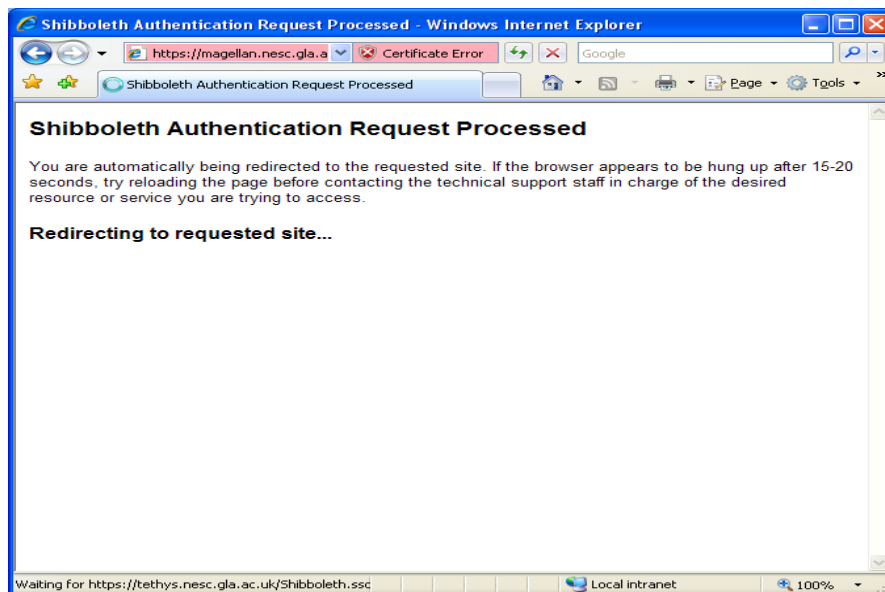 Shibboleth Authentication Request Processed - Windows Internet Explorer
https://magellan.nesc.gla.a Certificate Error Google
Shibboleth Authentication Request Processed Page Tools
Shibboleth Authentication Request Processed
You are automatically being redirected to the requested site. If the browser appears to be hung up after 15-20
seconds, try reloading the page before contacting the technical support staff in charge of the desired
resource or service you are trying to access.
Redirecting to requested site...
Waiting for https://tethys.nesc.gla.ac.uk/Shibboleth.sso Local intranet 100%